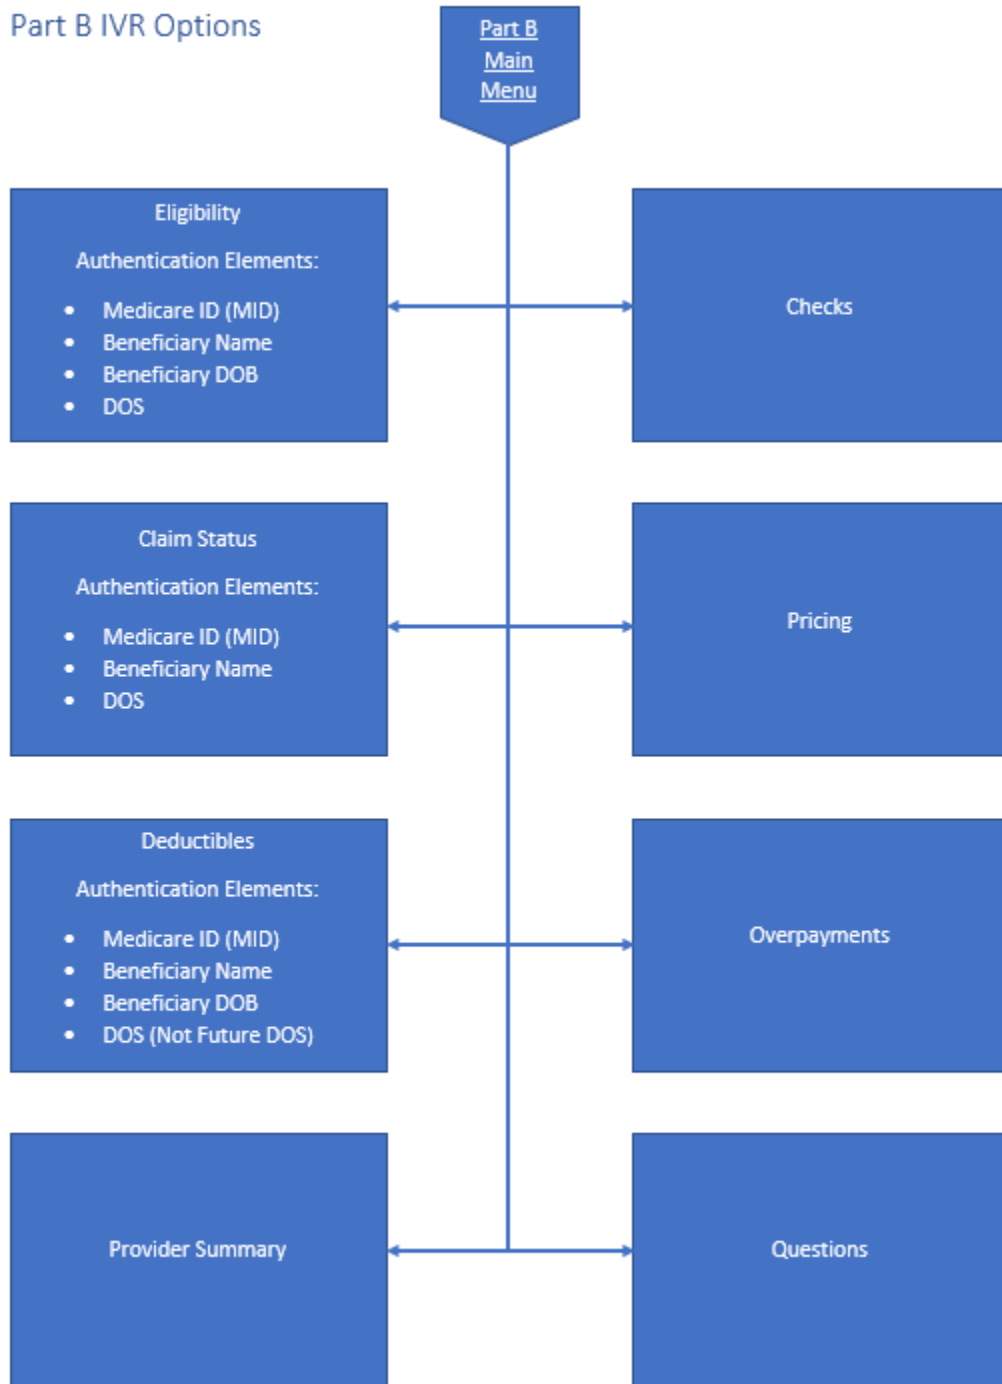 Part B IVR Options
Part B
Main
Menu
Eligibility
Authentication Elements:
• Medicare ID (MID)
• Beneficiary Name
• Beneficiary DOB
• DOS
Checks
Claim Status
Authentication Elements:
• Medicare ID (MID)
• Beneficiary Name
• DOS
Pricing
Deductibles
Authentication Elements:
• Medicare ID (MID)
• Beneficiary Name
• Beneficiary DOB
• DOS (Not Future DOS)
Overpayments
Provider Summary
Questions